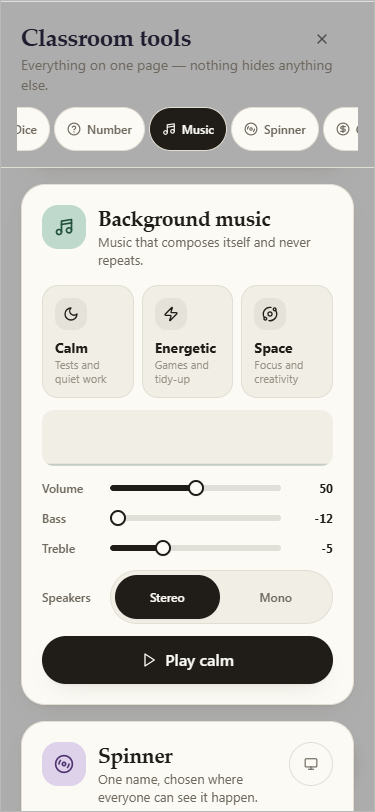 Classroom tools
Everything on one page — nothing hides anything
else.
Dice
Number
Music
Spinner
Background music
Music that composes itself and never
repeats.
Calm
Tests and
quiet work
Energetic
Games and
tidy-up
Space
Focus and
creativity
Volume 50
Bass -12
Treble -5
Speakers Stereo Mono
Play calm
Spinner
One name, chosen where
everyone can see it happen.